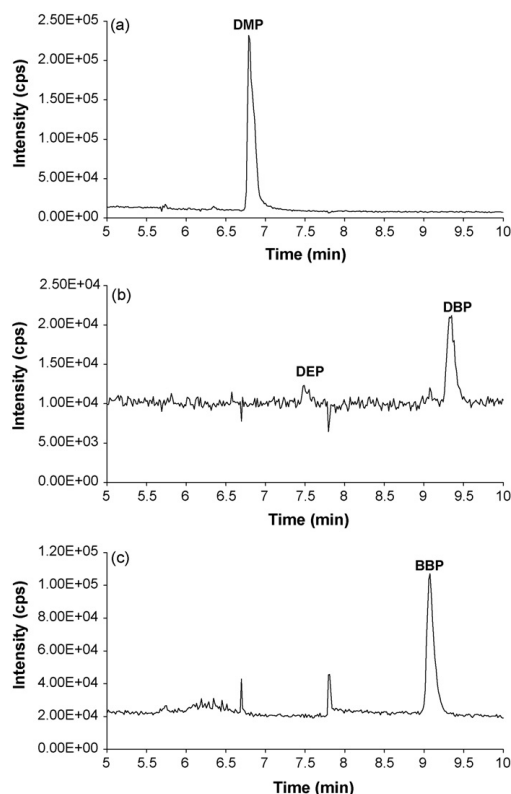 (a)
DMP
Intensity (cps)
2.50E+05
2.00E+05
1.50E+05
1.00E+05
5.00E+04
0.00E+00
5 5.5 6 6.5 7 7.5 8 8.5 9 9.5 10
Time (min)
(b)
DBP
DEP
Intensity (cps)
2.50E+04
2.00E+04
1.50E+04
1.00E+04
5.00E+03
0.00E+00
5 5.5 6 6.5 7 7.5 8 8.5 9 9.5 10
Time (min)
(c)
BBP
Intensity (cps)
1.20E+05
1.00E+05
8.00E+04
6.00E+04
4.00E+04
2.00E+04
0.00E+00
5 5.5 6 6.5 7 7.5 8 8.5 9 9.5 10
Time (min)